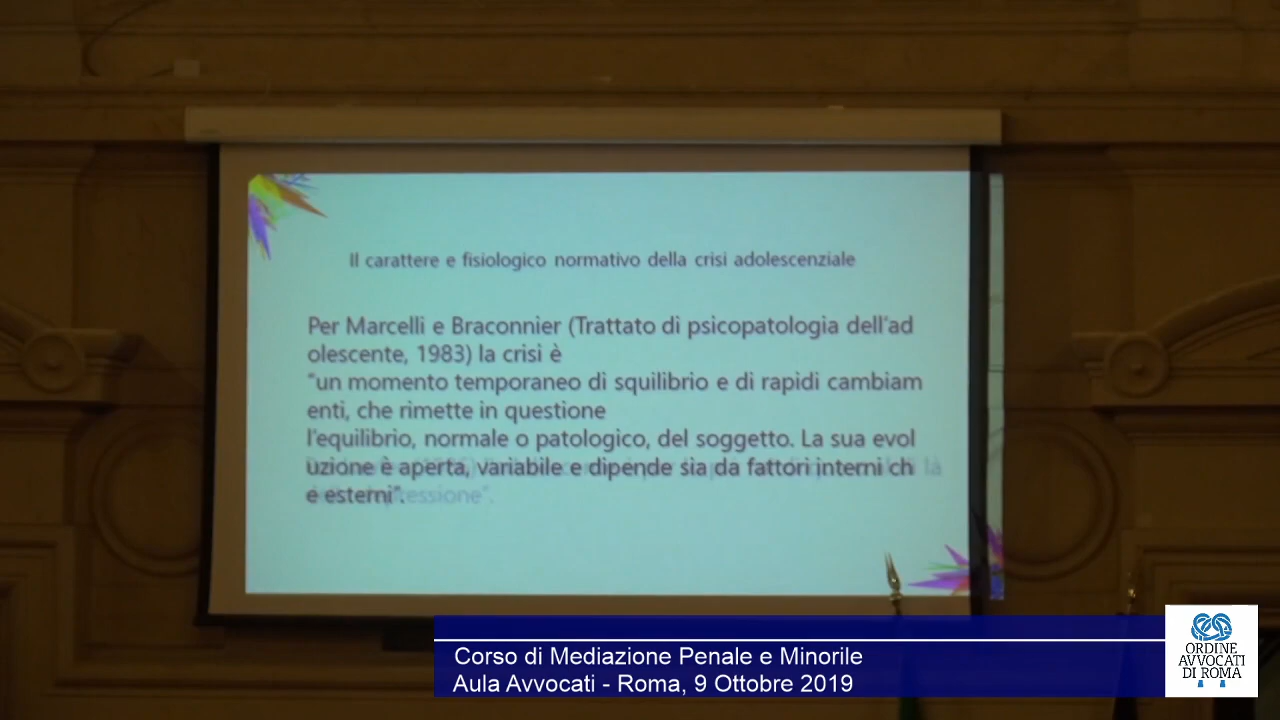 Il carattere e fisiologico normativo della crisi adolescenziale
Per Marcelli e Braconnier (Trattato di psicopatologia dell'ad
olescente, 1983) la crisi è
"un momento temporaneo di squilibrio e di rapidi cambiam
enti, che rimette in questione
l'equilibrio, normale o patologico, del soggetto. La sua evol
uzione è aperta, variabile e dipende sia da fattori interni ch
e esterni".
Corso di Mediazione Penale e Minorile
Aula Avvocati - Roma, 9 Ottobre 2019
ORDINE
AVVOCATI
DI ROMA